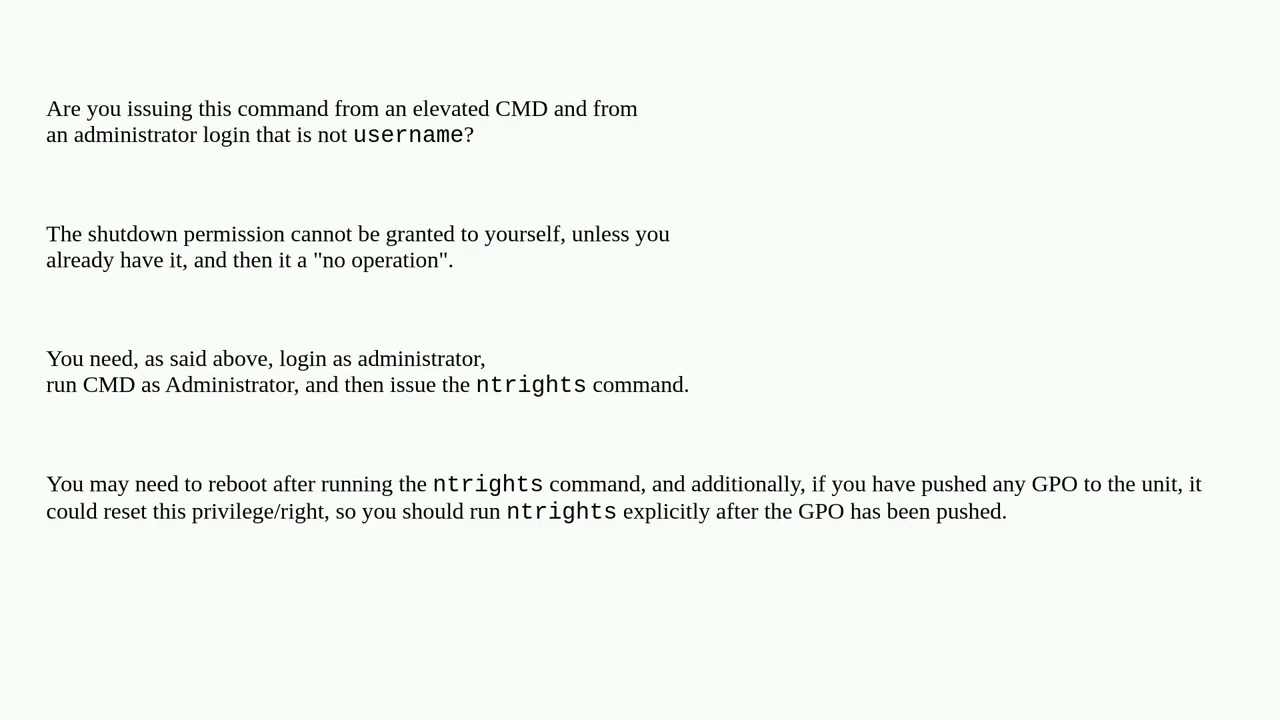 Are you issuing this command from an elevated CMD and from
an administrator login that is not username?
The shutdown permission cannot be granted to yourself, unless you
already have it, and then it a "no operation".
You need, as said above, login as administrator,
run CMD as Administrator, and then issue the ntrights command.
You may need to reboot after running the ntrights command, and additionally, if you have pushed any GPO to the unit, it
could reset this privilege/right, so you should run ntrights explicitly after the GPO has been pushed.